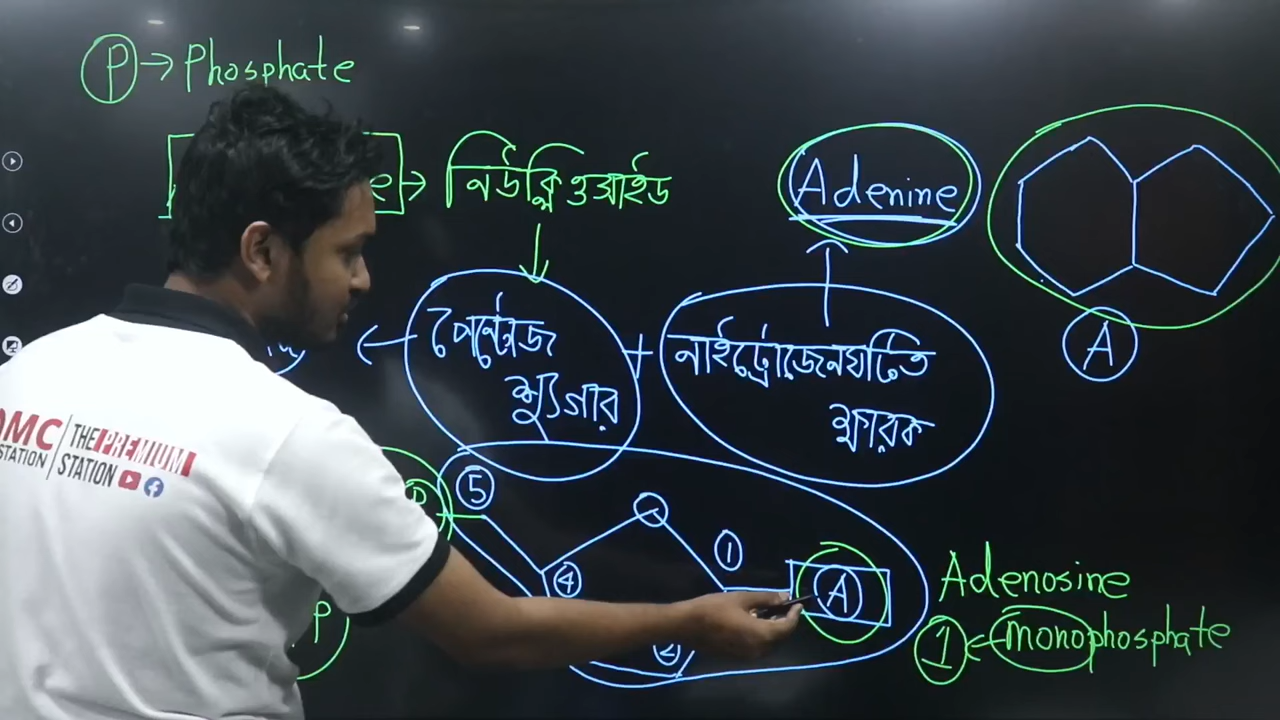 P → Phosphate
→ নিউক্লিওসাইড
Adenine
A
পেন্টোজ
স্যুগার
+
নাইট্রোজেনঘটিত
ক্ষারক
DMC
STATION
THE PREMIUM
STATION
P
5
4
1
A
2
P
Adenosine
1 ← monophosphate